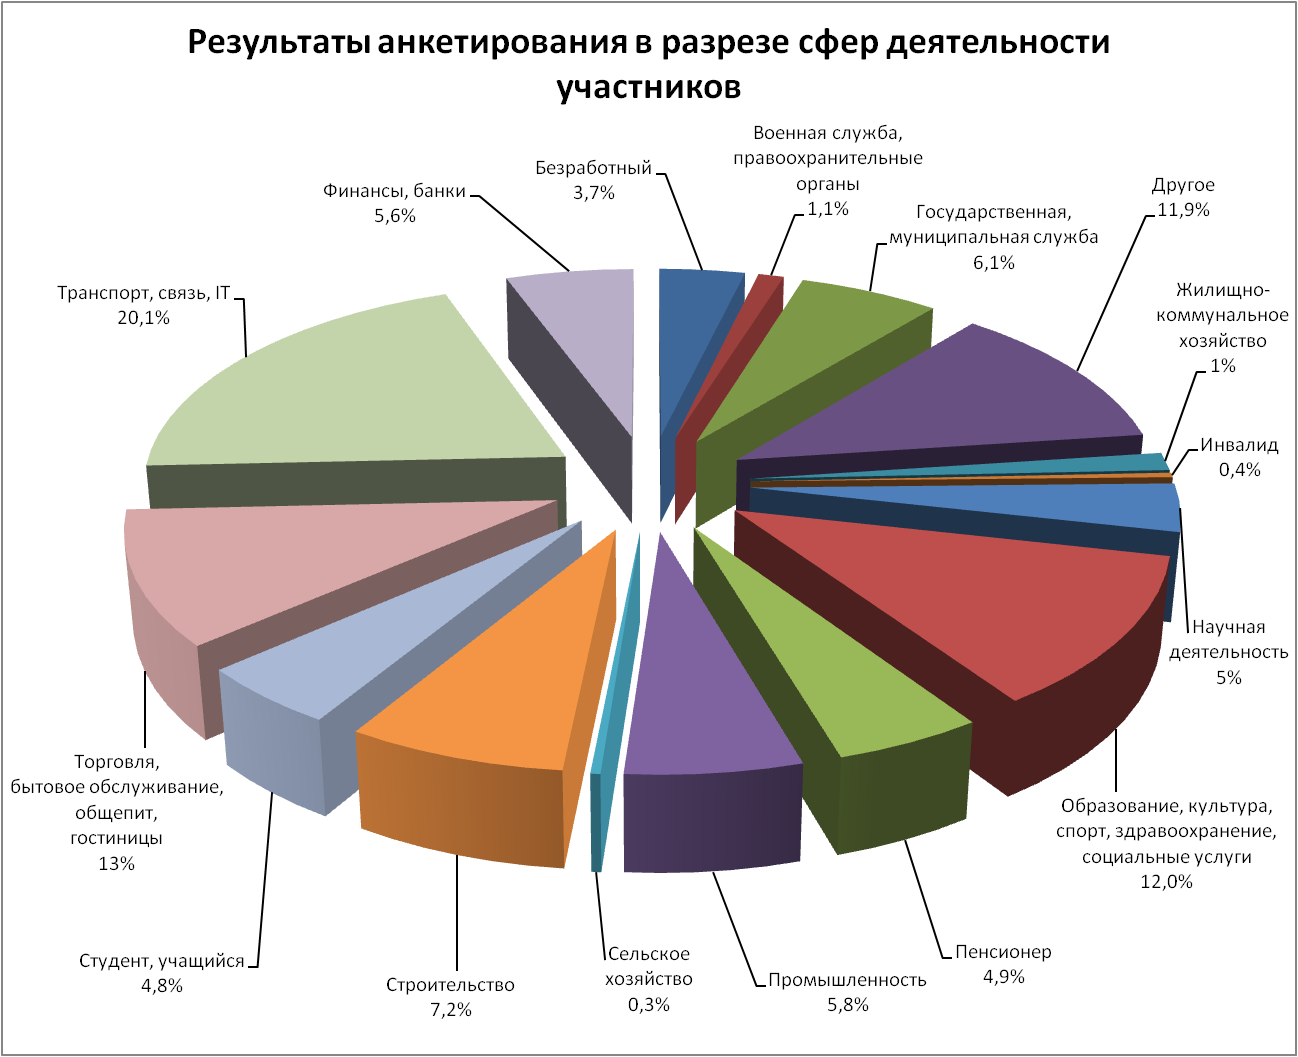 Результаты анкетирования в разрезе сфер деятельности
участников
Безработный
3,7%
Военная служба,
правоохранительные
органы
1,1%
Государственная,
муниципальная служба
6,1%
Другое
11,9%
Жилищно-
коммунальное
хозяйство
1%
Инвалид
0,4%
Научная
деятельность
5%
Образование, культура,
спорт, здравоохранение,
социальные услуги
12,0%
Пенсионер
4,9%
Промышленность
5,8%
Сельское
хозяйство
0,3%
Строительство
7,2%
Студент, учащийся
4,8%
Торговля,
бытовое обслуживание,
общепит,
гостиницы
13%
Транспорт, связь, IT
20,1%
Финансы, банки
5,6%